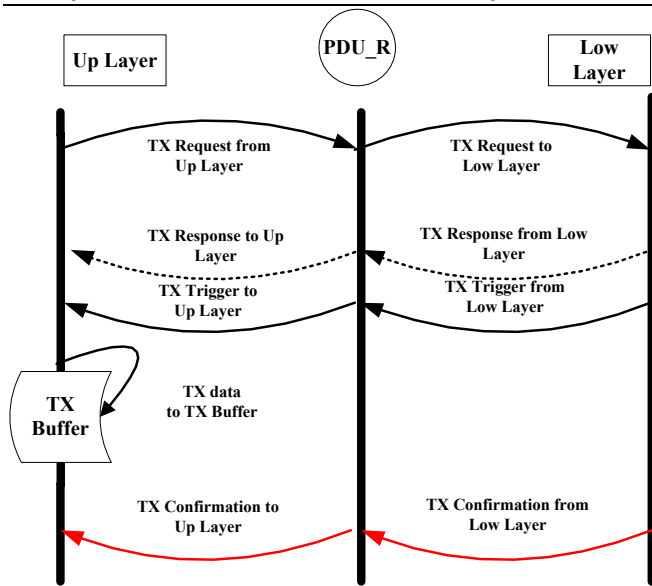 Up Layer
PDU_R
Low
Layer
TX Request from
Up Layer
TX Request to
Low Layer
TX Response to Up
Layer
TX Response from Low
Layer
TX Trigger to
Up Layer
TX Trigger from
Low Layer
TX
Buffer
TX data
to TX Buffer
TX Confirmation to
Up Layer
TX Confirmation from
Low Layer